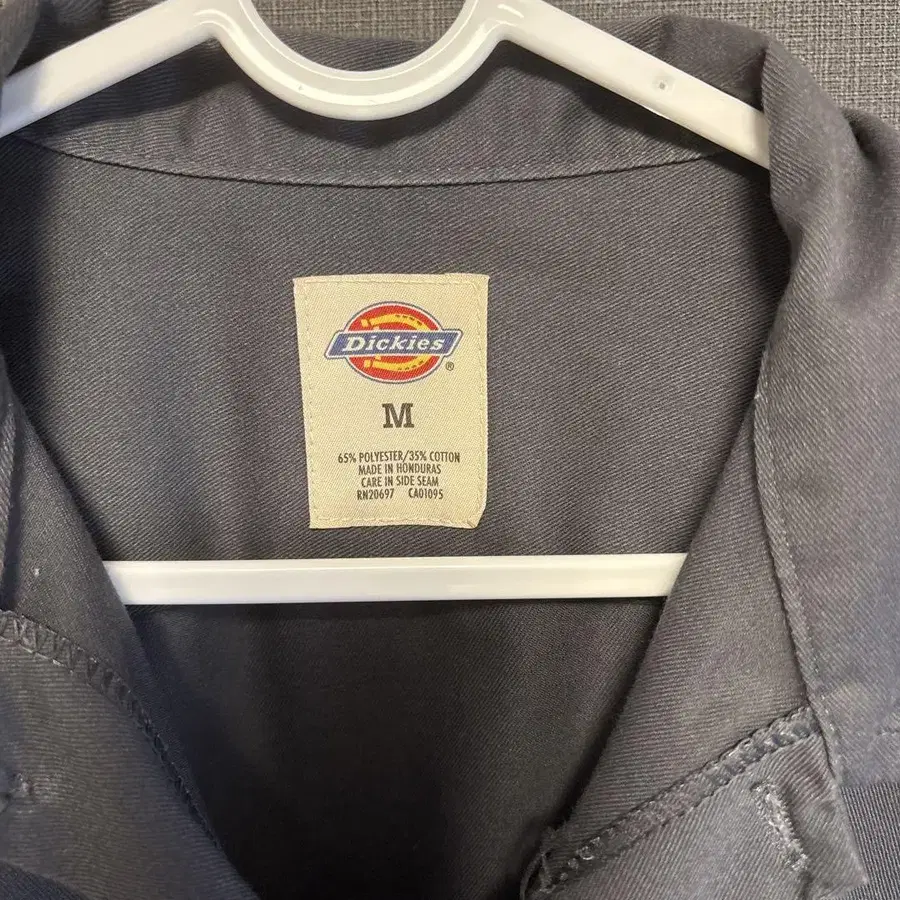 Dickies
®
M
65% POLYESTER/35% COTTON
MADE IN HONDURAS
CARE IN SIDE SEAM
RN20697 CA01095